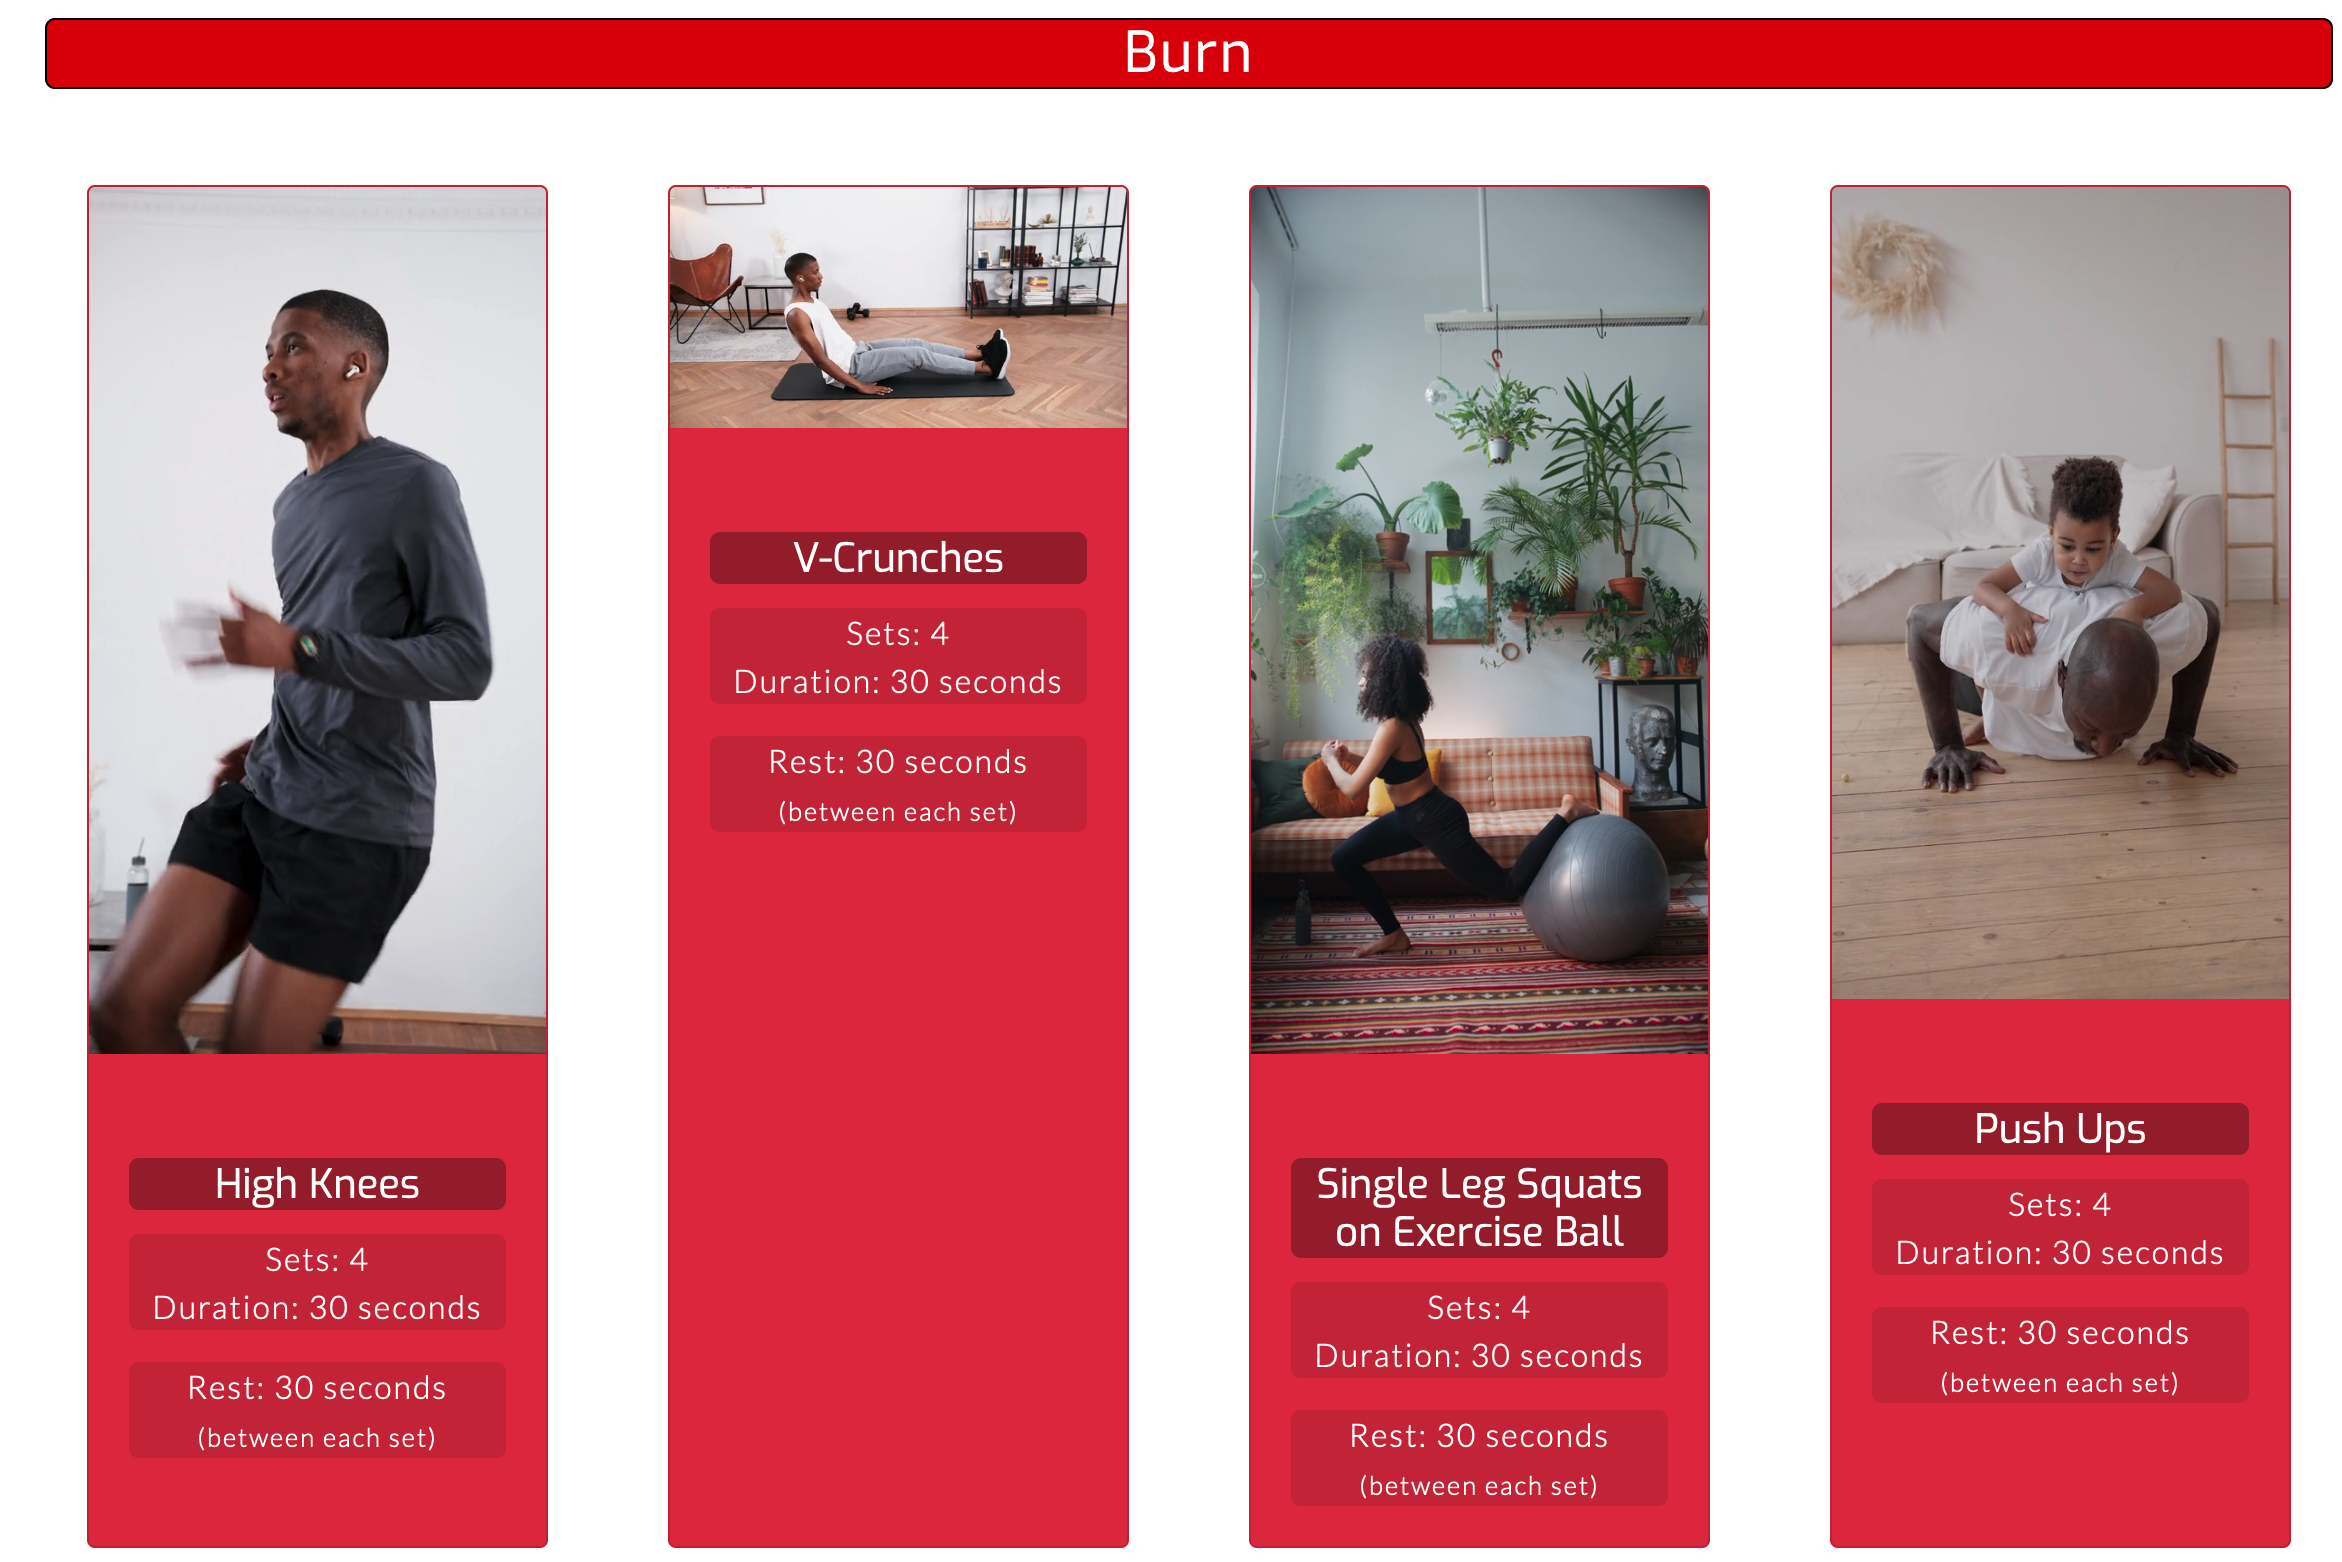 Burn
High Knees
Sets: 4
Duration: 30 seconds
Rest: 30 seconds
(between each set)
V-Crunches
Sets: 4
Duration: 30 seconds
Rest: 30 seconds
(between each set)
Single Leg Squats
on Exercise Ball
Sets: 4
Duration: 30 seconds
Rest: 30 seconds
(between each set)
Push Ups
Sets: 4
Duration: 30 seconds
Rest: 30 seconds
(between each set)